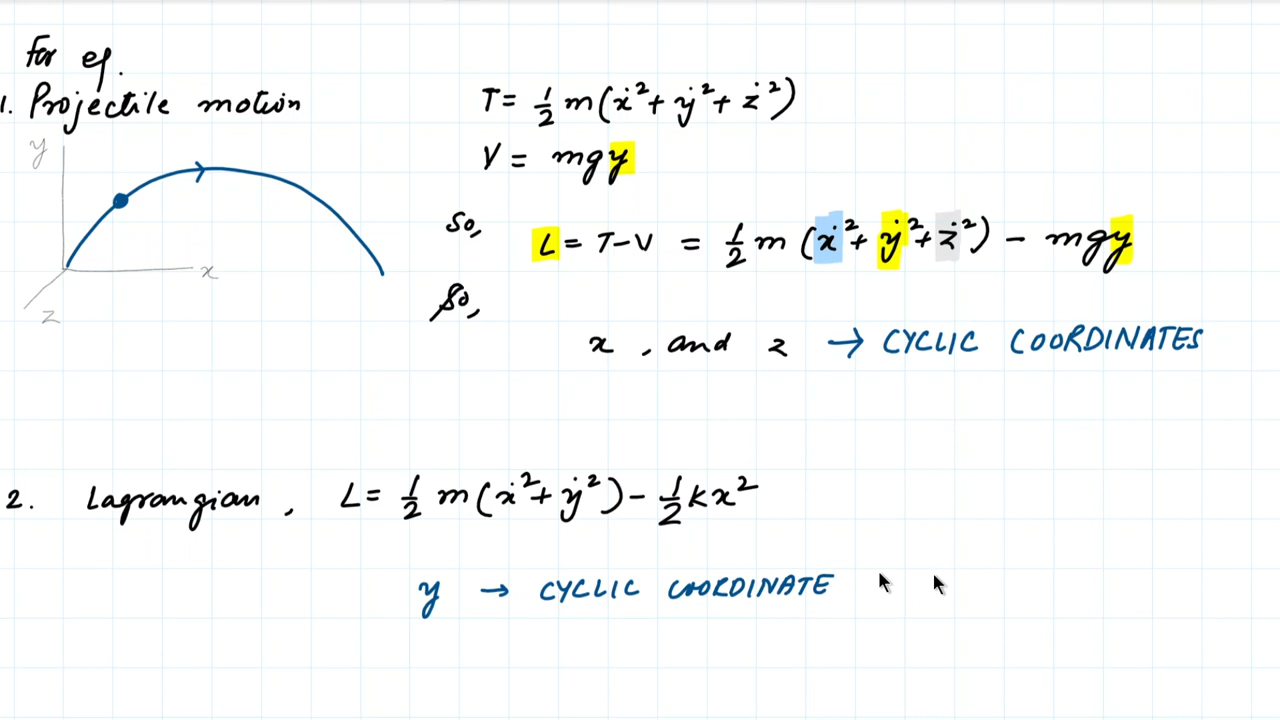 For eg.
1. Projectile motion
y
x
z
T = ½ m(ẋ² + ẏ² + ż²)
V = mgy
So,
L = T-V = ½ m (ẋ² + ẏ² + ż²) - mgy
So,
x , and z → CYCLIC COORDINATES
2. Lagrangian , L = ½ m(ẋ² + ẏ²) - ½ kx²
y → CYCLIC COORDINATE